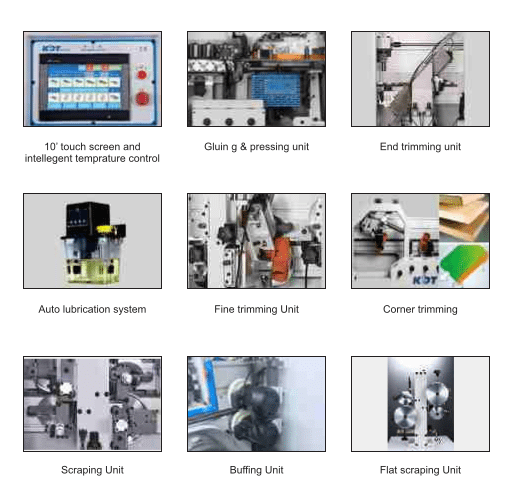 KDT
10' touch screen and
intellegent temprature control
Gluin g & pressing unit
End trimming unit
Auto lubrication system
Fine trimming Unit
KDT
Corner trimming
Scraping Unit
Buffing Unit
Flat scraping Unit